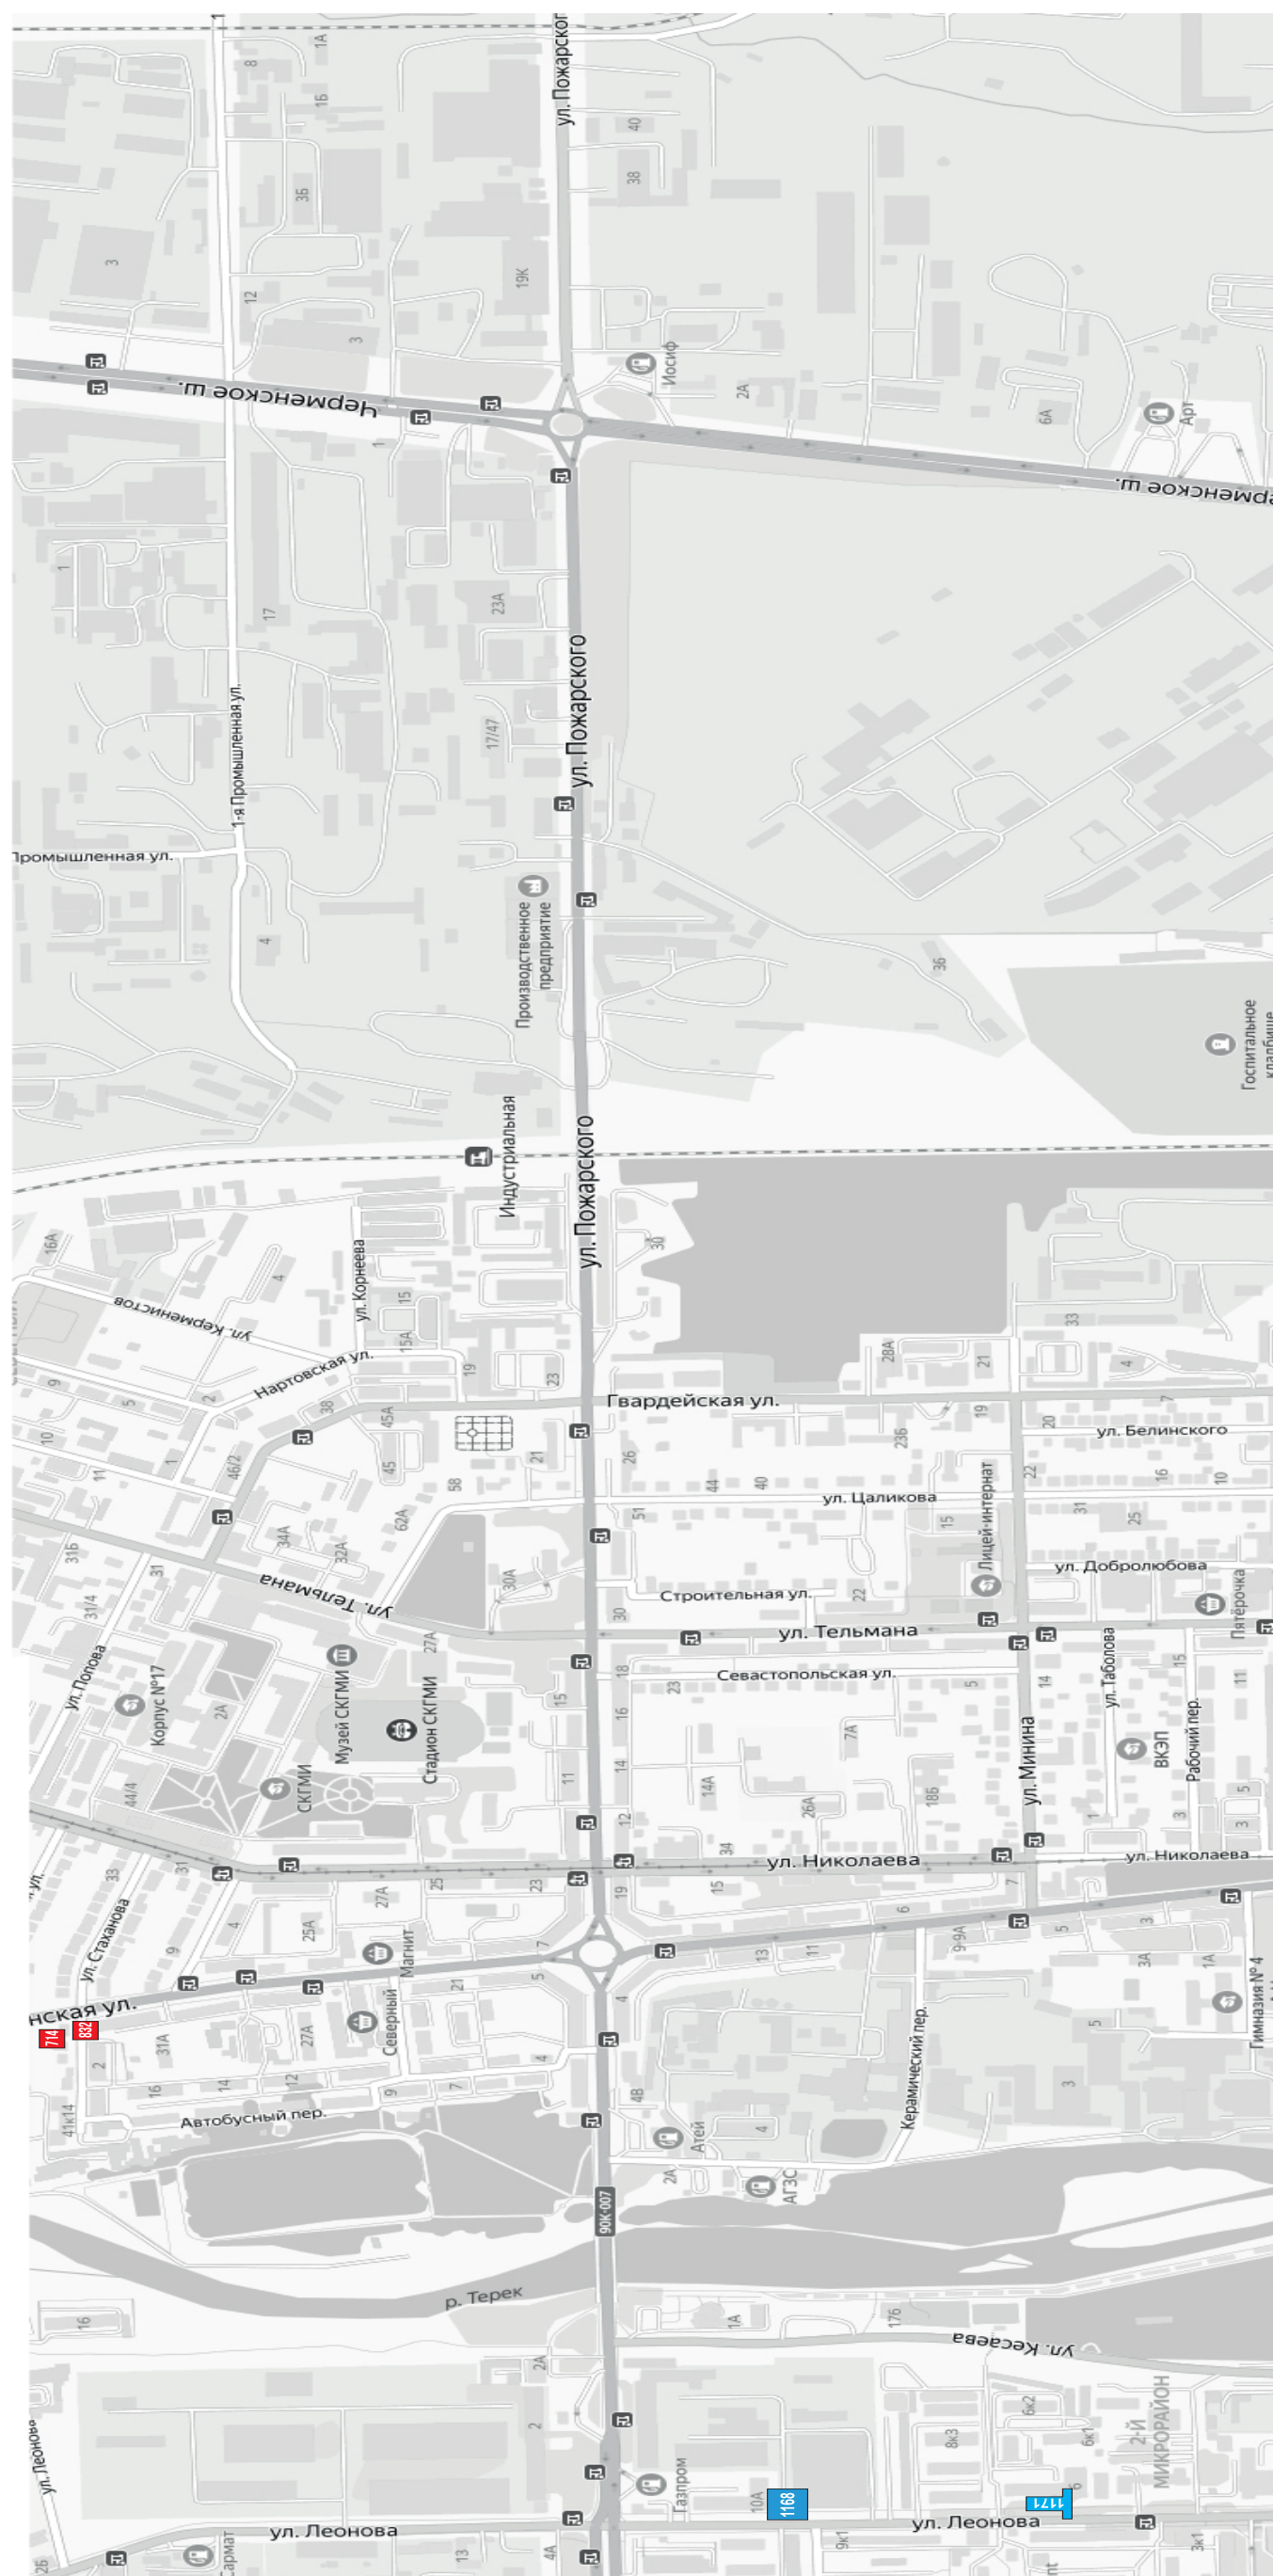 ул. Пожарского
8
1А
1Б
40
38
3Б
3
12
19К
3
Иосиф
2А
6А
Арт
Черменское ш.
1
1
17
23А
17/47
ул. Пожарского
1-я Промышленная ул.
Промышленная ул.
4
Производственное
предприятие
36
Госпитальное
кладбище
Индустриальная
ул. Пожарского
30
16А
4
ул. Корнеева
ул. Керменистов
15
15А
Нартовская ул.
19
23
28А
21
33
4
9
5
2
10
38
45А
Гвардейская ул.
19
20
7
ул. Белинского
11
1
46/2
45
58
21
26
23Б
44
40
22
16
10
ул. Цаликова
62А
51
Лицей-интернат
15
31
25
34А
32А
31Б
31
31/4
ул. Тельмана
30А
30
Строительная ул.
22
ул. Добролюбова
Пятёрочка
ул. Тельмана
27А
ул. Попова
Корпус №17
2А
Музей СКГМИ
Стадион СКГМИ
15
18
Севастопольская ул.
23
5
14
ул. Таболова
15
11
16
7А
ул. Минина
ВКЭП
Рабочий пер.
44/4
СКГМИ
11
14
14А
26А
18Б
12
34
1
3
3
5
ул. Николаева
ул. Николаева
33
31
ул. Стаханова
27А
25
23
19
15
7
4
25А
9
Магнит
7
5
13
11
6
9-9А
5
3
3А
1А
Гимназия № 4
нская ул.
714
832
2
31А
27А
Северный
21
4
4
Керамический пер.
5
3
16
14
12
9
7
4В
41к14
Автобусный пер.
Атей
4
2А
АГЗС
90К-007
р. Терек
16
1А
17б
ул. Кесаева
2А
2
6к2
8к3
6к1
2-Й
МИКРОРАЙОН
ул. Леонова
Газпром
10А
1168
1171
6
ул. Леонова
ул. Леонова
Сармат
13
4А
9к1
3к1
2Б